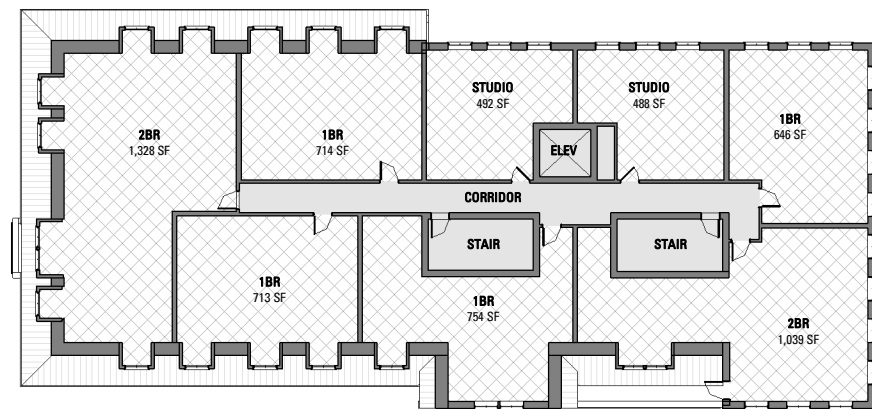 STUDIO
492 SF
STUDIO
488 SF
1BR
646 SF
2BR
1,328 SF
1BR
714 SF
ELEV
CORRIDOR
STAIR
STAIR
1BR
713 SF
1BR
754 SF
2BR
1,039 SF